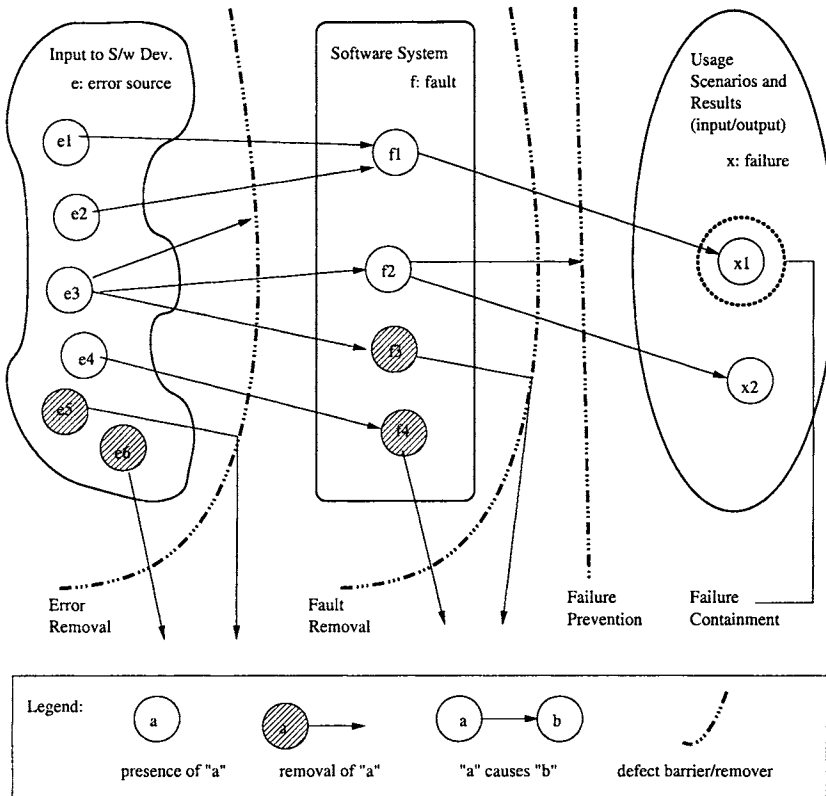 Input to S/w Dev.
e: error source
e1
e2
e3
e4
e5
e6
Software System
f: fault
f1
f2
f3
f4
Usage
Scenarios and
Results
(input/output)
x: failure
x1
x2
Error
Removal
Fault
Removal
Failure
Prevention
Failure
Containment
Legend:
a
a
a
b
presence of "a"
removal of "a"
"a" causes "b"
defect barrier/remover